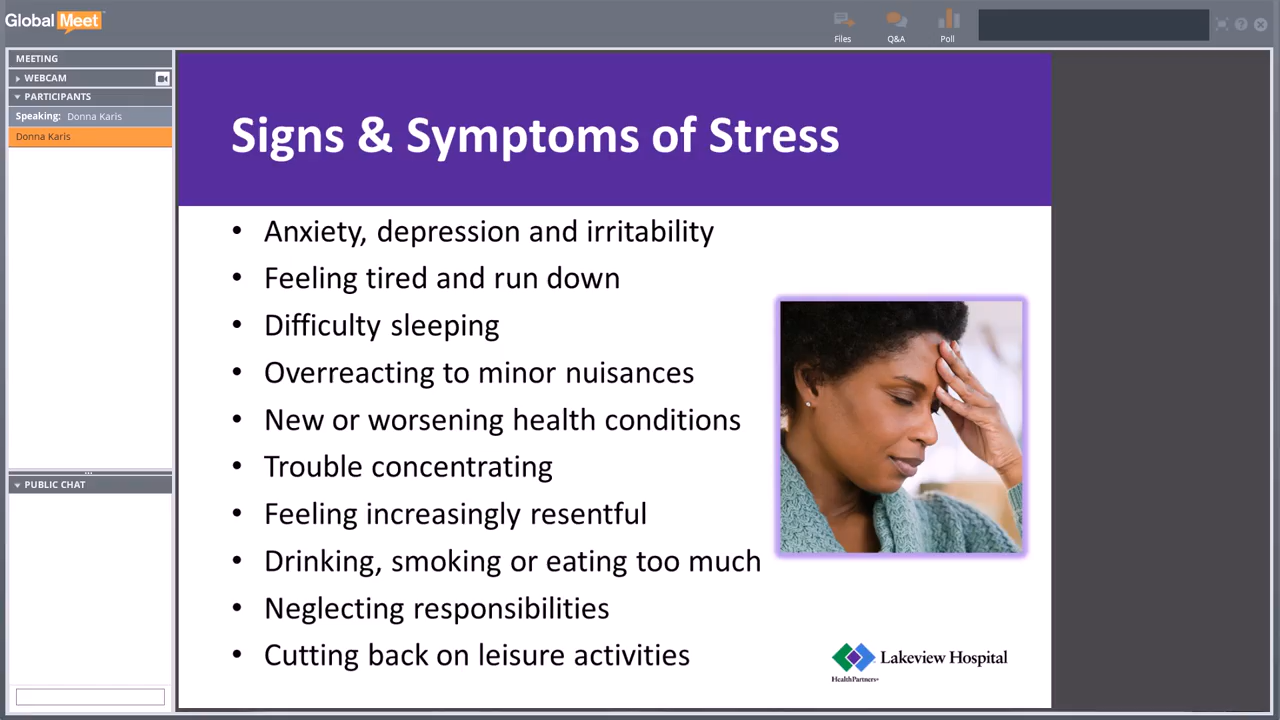 Global Meet
Files
Q&A
Poll
MEETING
WEBCAM
PARTICIPANTS
Speaking: Donna Karis
Donna Karis
PUBLIC CHAT
Signs & Symptoms of Stress
• Anxiety, depression and irritability
• Feeling tired and run down
• Difficulty sleeping
• Overreacting to minor nuisances
• New or worsening health conditions
• Trouble concentrating
• Feeling increasingly resentful
• Drinking, smoking or eating too much
• Neglecting responsibilities
• Cutting back on leisure activities
Lakeview Hospital
HealthPartners